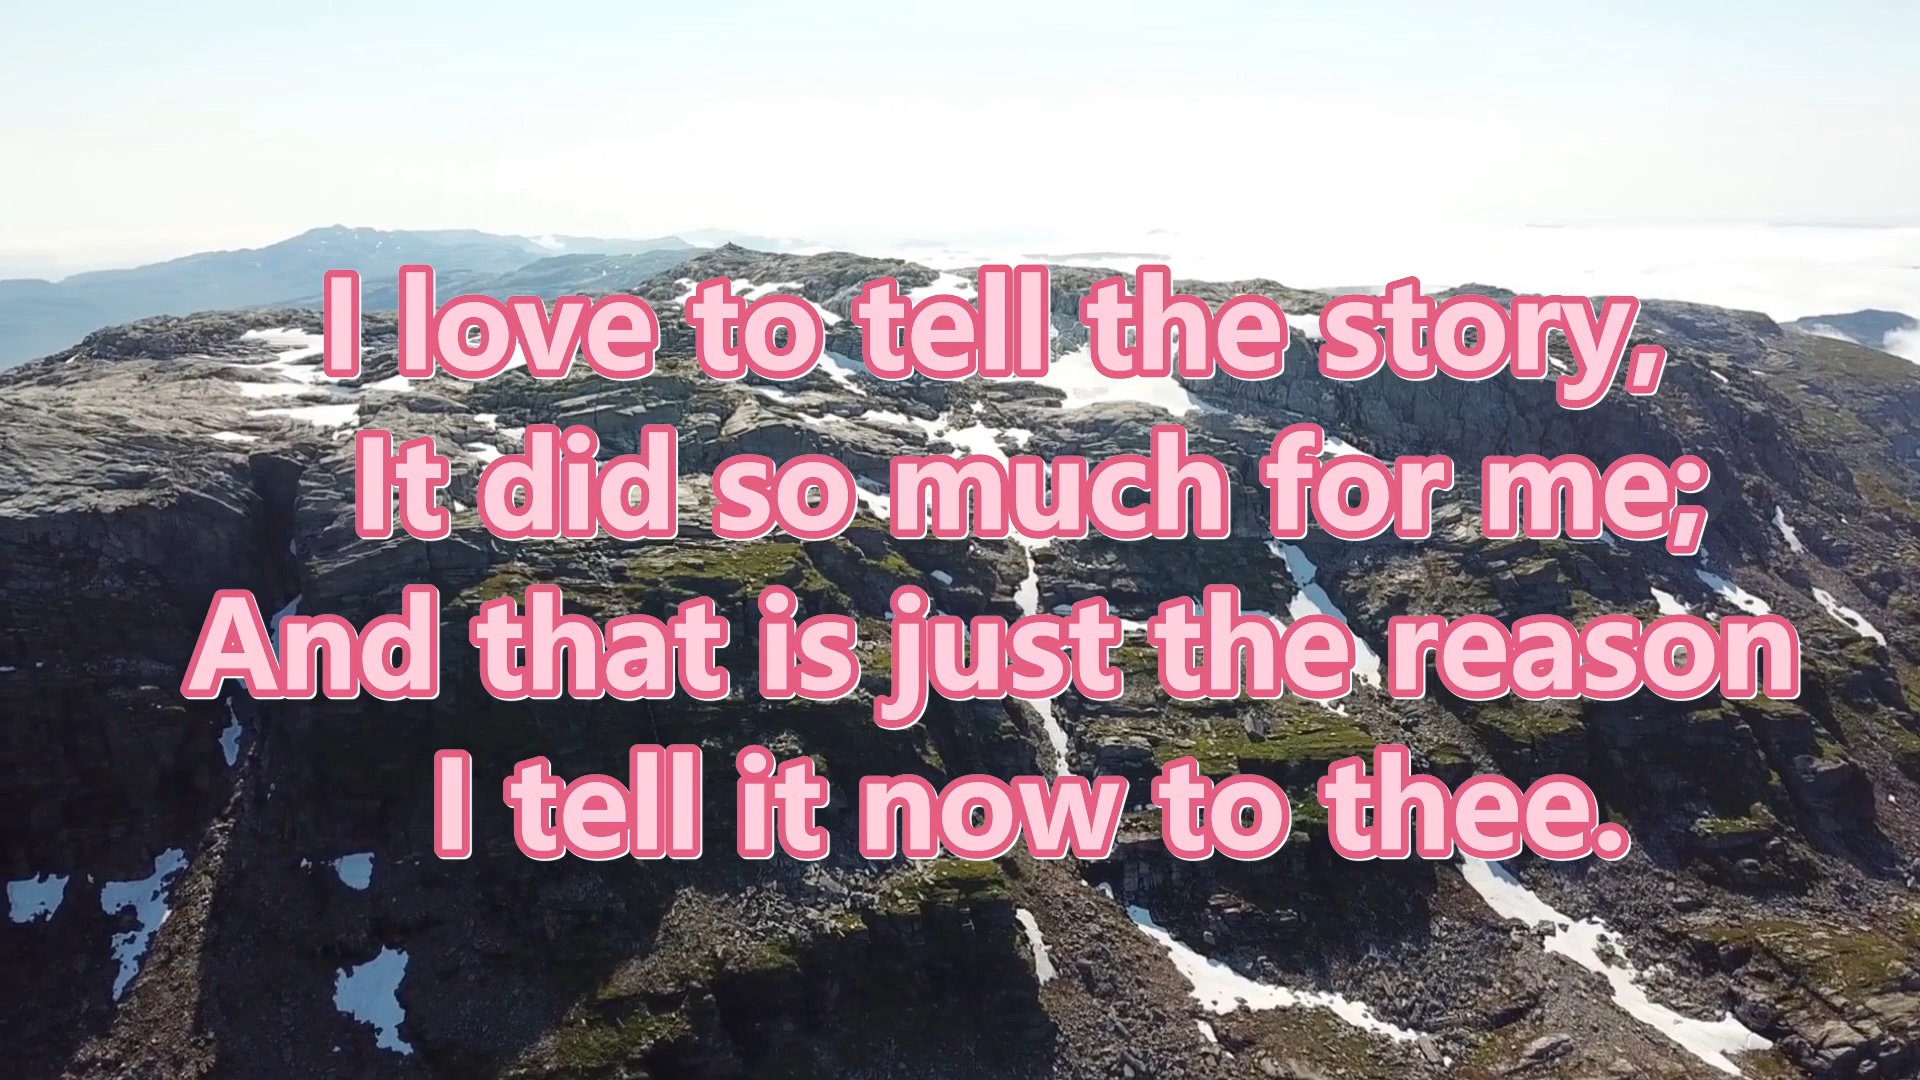 I love to tell the story,
It did so much for me;
And that is just the reason
I tell it now to thee.